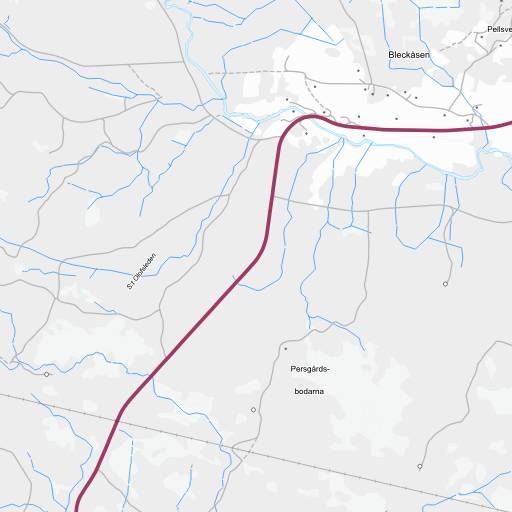 Pellsve
Bleckåsen
S:t Olofsleden
Persgårds-
bodarna